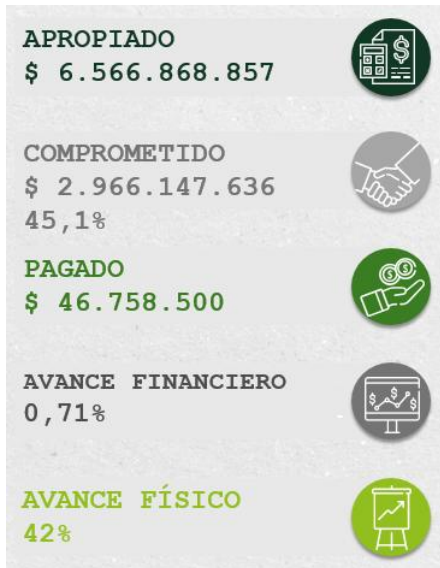 APROPIADO
$ 6.566.868.857
COMPROMETIDO
$ 2.966.147.636
45,1%
PAGADO
$ 46.758.500
AVANCE FINANCIERO
0,71%
AVANCE FÍSICO
42%